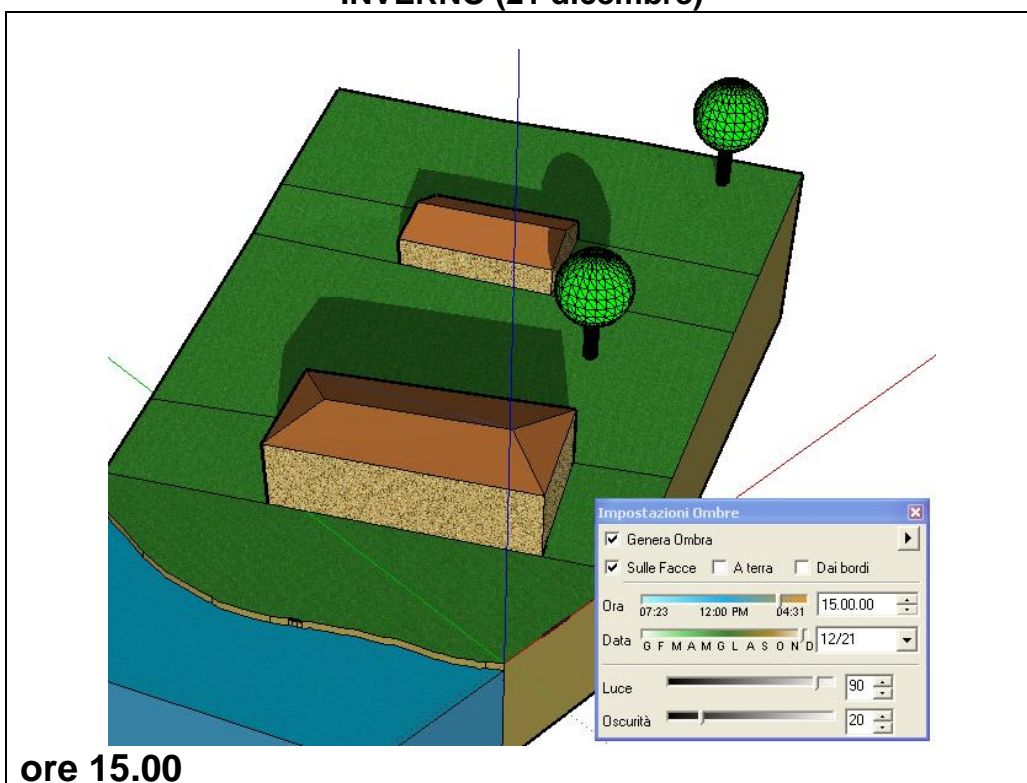 INVERNO (21 dicembre)
Impostazioni Ombre
Genera Ombra
Sulle Facce A terra Dai bordi
Ora 07:23 12:00 PM 04:31 15.00.00
Data G F M A M G L A S O N D 12/21
Luce 90
Oscurità 20
ore 15.00